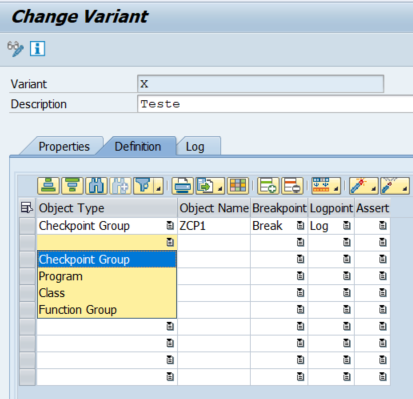 Change Variant
Variant X
Description Teste
Properties Definition Log
Object Type Object Name Breakpoint Logpoint Assert
Checkpoint Group ZCP1 Break Log
Checkpoint Group
Program
Class
Function Group